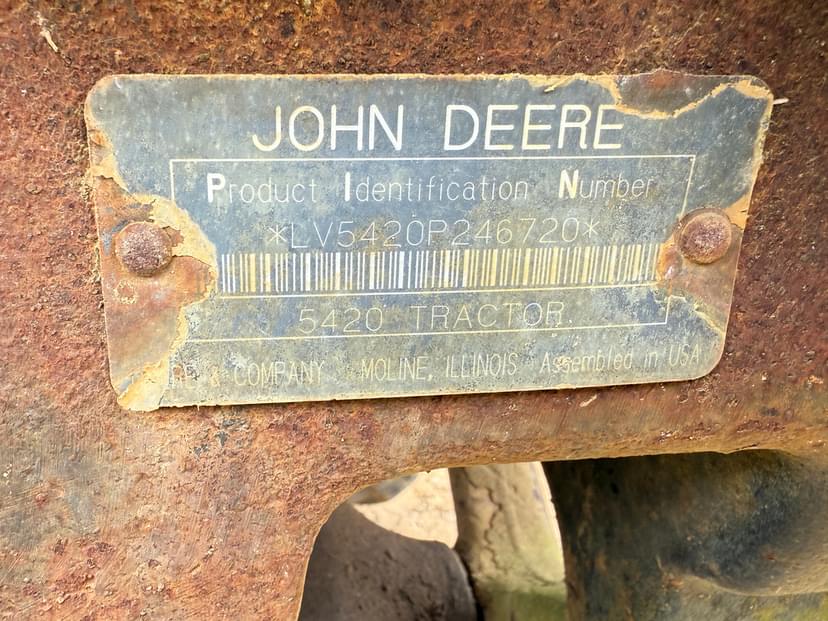 JOHN DEERE
Product Identification Number
*LV5420P246720*
5420 TRACTOR
& COMPANY MOLINE, ILLINOIS Assembled in USA